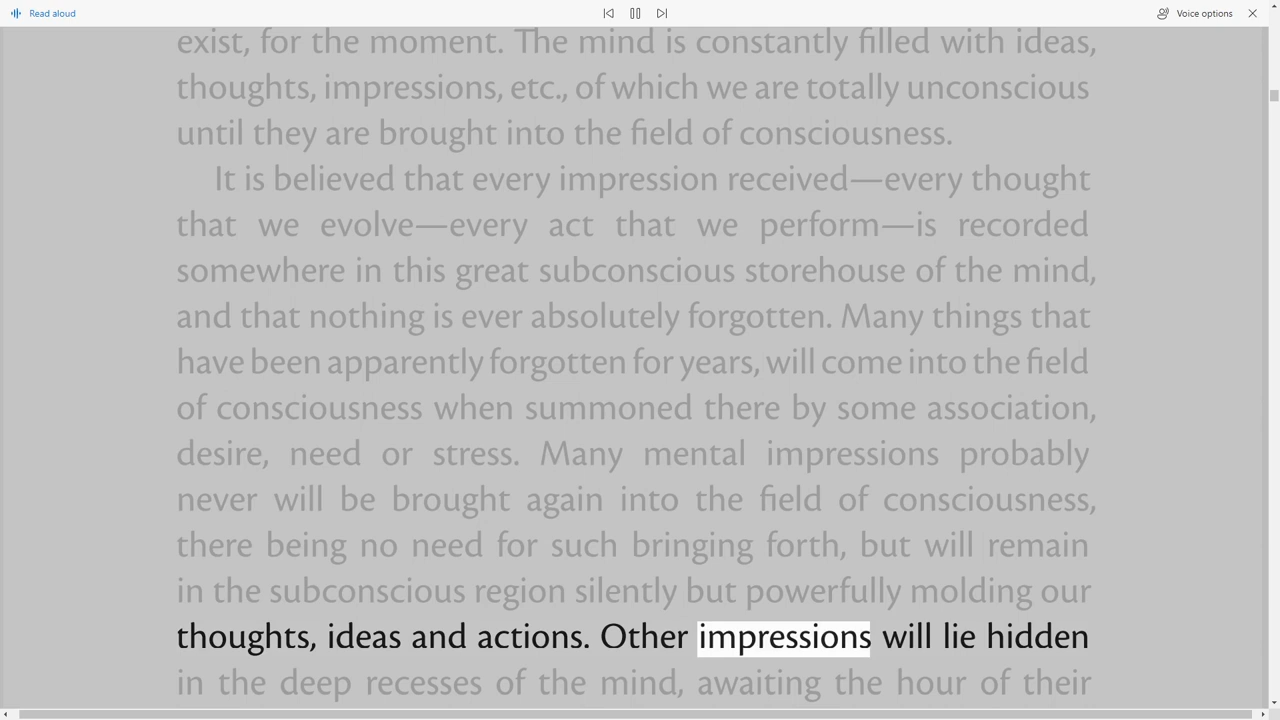 Read aloud
Voice options
exist, for the moment. The mind is constantly filled with ideas,
thoughts, impressions, etc., of which we are totally unconscious
until they are brought into the field of consciousness.
It is believed that every impression received—every thought
that we evolve—every act that we perform—is recorded
somewhere in this great subconscious storehouse of the mind,
and that nothing is ever absolutely forgotten. Many things that
have been apparently forgotten for years, will come into the field
of consciousness when summoned there by some association,
desire, need or stress. Many mental impressions probably
never will be brought again into the field of consciousness,
there being no need for such bringing forth, but will remain
in the subconscious region silently but powerfully molding our
thoughts, ideas and actions. Other impressions will lie hidden
in the deep recesses of the mind, awaiting the hour of their